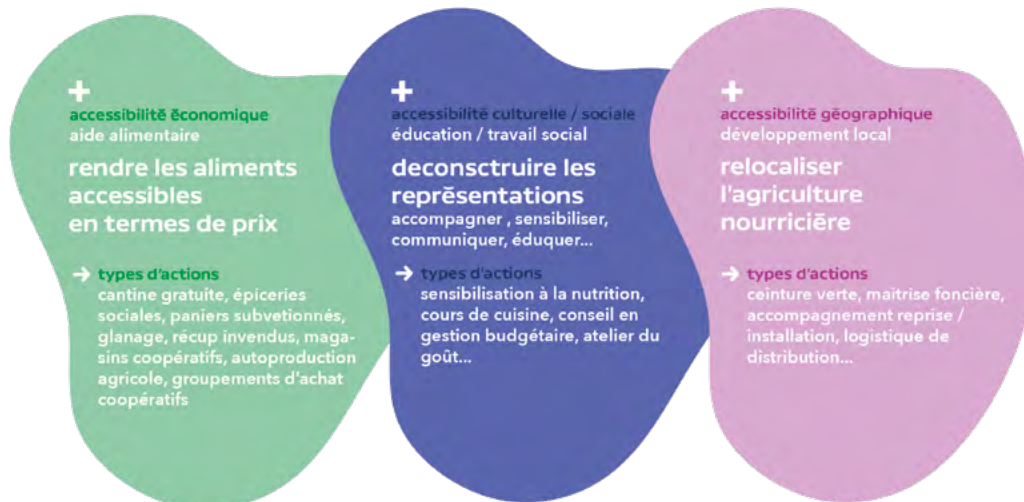 +
accessibilité économique
aide alimentaire
rendre les aliments
accessibles
en termes de prix
→ types d'actions
cantine gratuite, épiceries
sociales, paniers subvetionnés,
glanage, récup invendus, maga-
sins coopératifs, autoproduction
agricole, groupements d'achat
coopératifs
+
accessibilité culturelle / sociale
éducation / travail social
deconsctruire les
représentations
accompagner , sensibiliser,
communiquer, éduquer...
→ types d'actions
sensibilisation à la nutrition,
cours de cuisine, conseil en
gestion budgétaire, atelier du
goût...
+
accessibilité géographique
développement local
relocaliser
l'agriculture
nourricière
→ types d'actions
ceinture verte, maitrise foncière,
accompagnement reprise /
installation, logistique de
distribution...